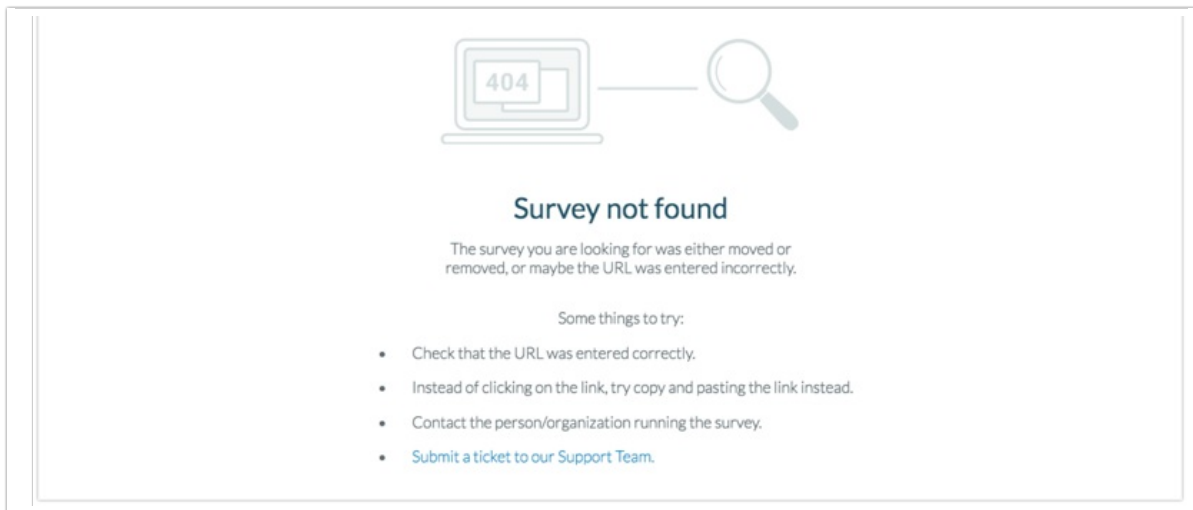 404
Survey not found
The survey you are looking for was either moved or
removed, or maybe the URL was entered incorrectly.
Some things to try:
• Check that the URL was entered correctly.
• Instead of clicking on the link, try copy and pasting the link instead.
• Contact the person/organization running the survey.
• Submit a ticket to our Support Team.